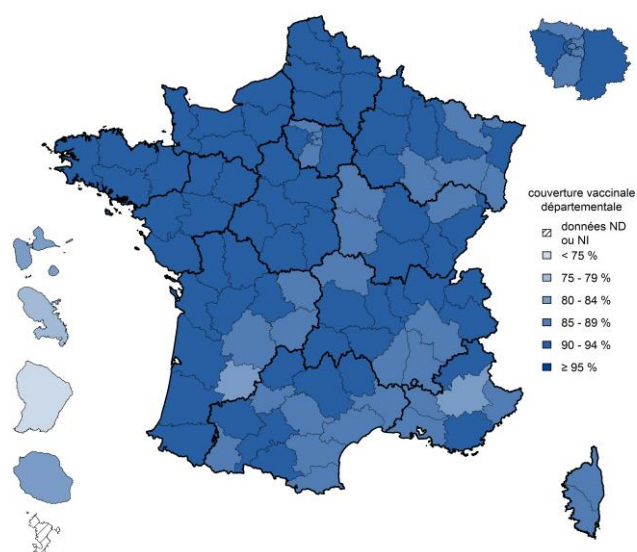 couverture vaccinale
départementale
données ND
ou NI
< 75 %
75 - 79 %
80 - 84 %
85 - 89 %
90 - 94 %
≥ 95 %